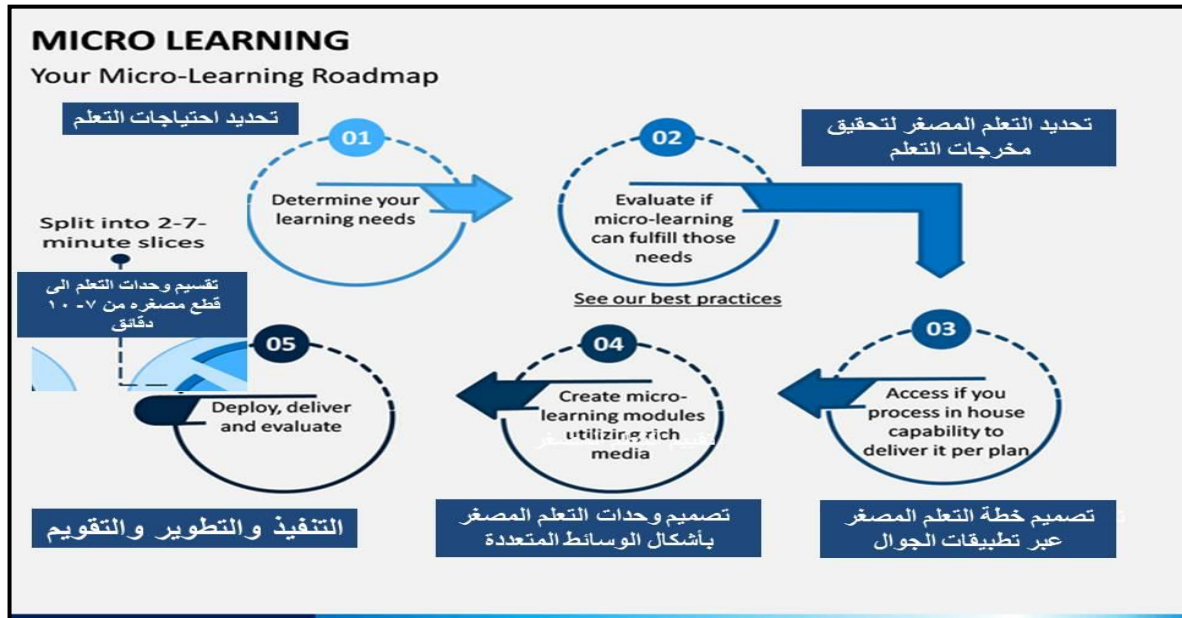 MICRO LEARNING
Your Micro-Learning Roadmap
تحديد احتياجات التعلم
01
Determine your
learning needs
02
Evaluate if
micro-learning
can fulfill those
needs
See our best practices
تحديد التعلم المصغر لتحقيق
مخرجات التعلم
03
Access if you
process in house
capability to
deliver it per plan
تصميم خطة التعلم المصغر
عبر تطبيقات الجوال
04
Create micro-
learning modules
utilizing rich
media
تصميم وحدات التعلم المصغر
بأشكال الوسائط المتعددة
05
Deploy, deliver
and evaluate
التنفيذ والتطوير والتقويم
Split into 2-7-
minute slices
تقسيم وحدات التعلم الى
قطع مصغره من ٧- ١٠
دقائق